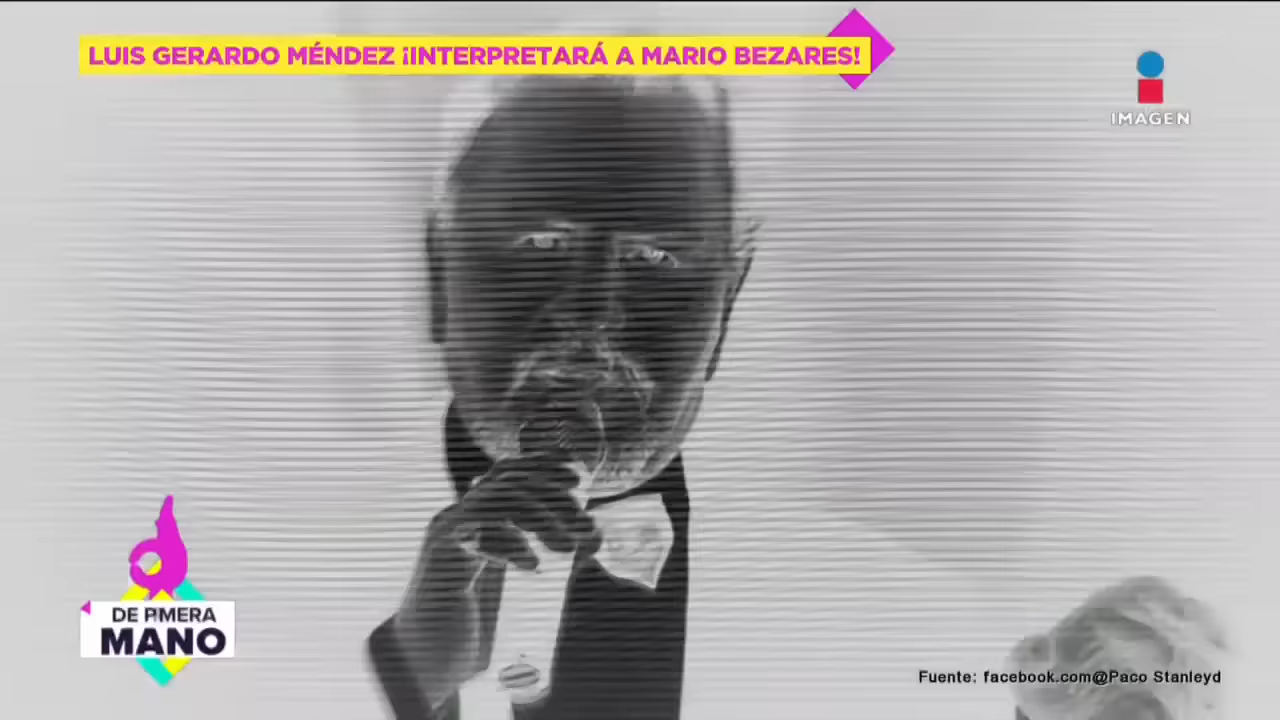 LUIS GERARDO MÉNDEZ ¡INTERPRETARÁ A MARIO BEZARES!
IMAGEN
DE PIMERA
MANO
Fuente: facebook.com@Paco Stanleyd